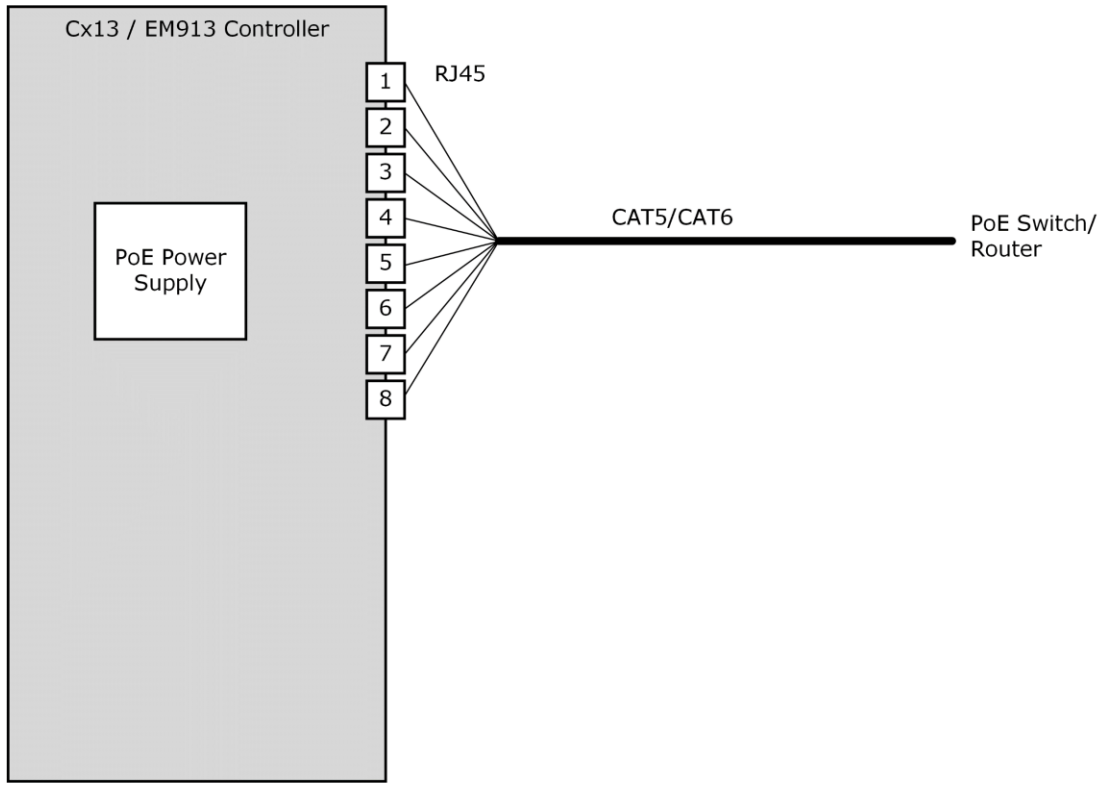 Cx13 / EM913 Controller
RJ45
1
2
3
4
5
6
7
8
PoE Power
Supply
CAT5/CAT6
PoE Switch/
Router